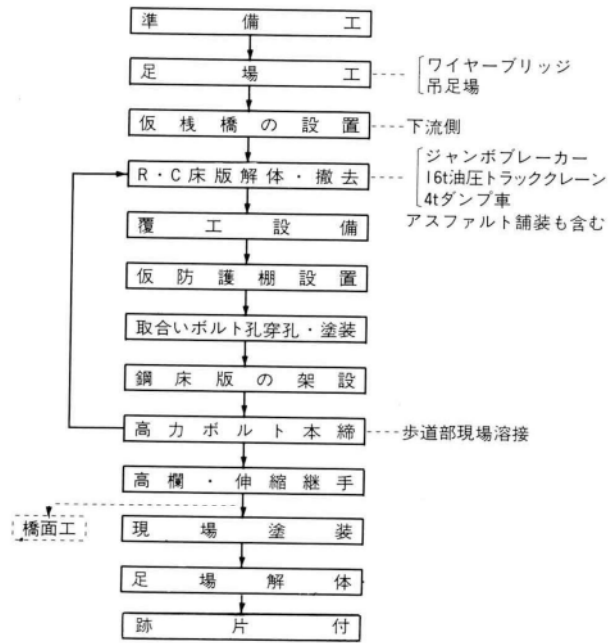 準備工
足場工
ワイヤーブリッジ
吊足場
仮桟橋の設置
下流側
R・C床版解体・撤去
ジャンボブレーカー
16t油圧トラッククレーン
4tダンプ車
アスファルト舗装も含む
覆工設備
仮防護棚設置
取合いボルト孔穿孔・塗装
鋼床版の架設
高力ボルト本締
歩道部現場溶接
高欄・伸縮継手
橋面工
現場塗装
足場解体
跡片付